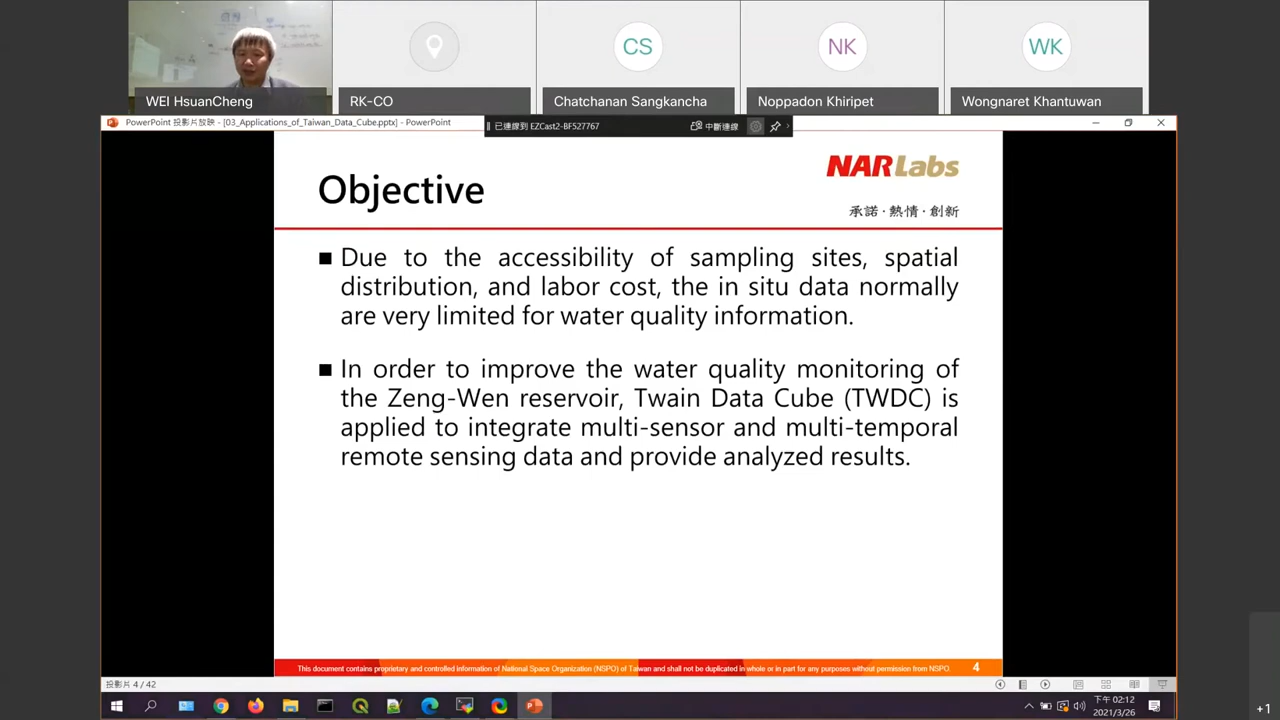 CS
NK
WK
WEI HsuanCheng
RK-CO
Chatchanan Sangkancha
Noppadon Khiripet
Wongnaret Khantuwan
PowerPoint 投影片放映 - [03_Applications_of_Taiwan_Data_Cube.pptx] - PowerPoint
已連線到 EZCast2-BF527767
中斷連線
Objective
NARLabs
承諾·熱情·創新
Due to the accessibility of sampling sites, spatial
distribution, and labor cost, the in situ data normally
are very limited for water quality information.
In order to improve the water quality monitoring of
the Zeng-Wen reservoir, Twain Data Cube (TWDC) is
applied to integrate multi-sensor and multi-temporal
remote sensing data and provide analyzed results.
This document contains proprietary and controlled information of National Space Organization (NSPO) of Taiwan and shall not be duplicated in whole or in part for any purposes without permission from NSPO.
4
投影片 4 / 42
下午 02:12
2021/3/26
+1